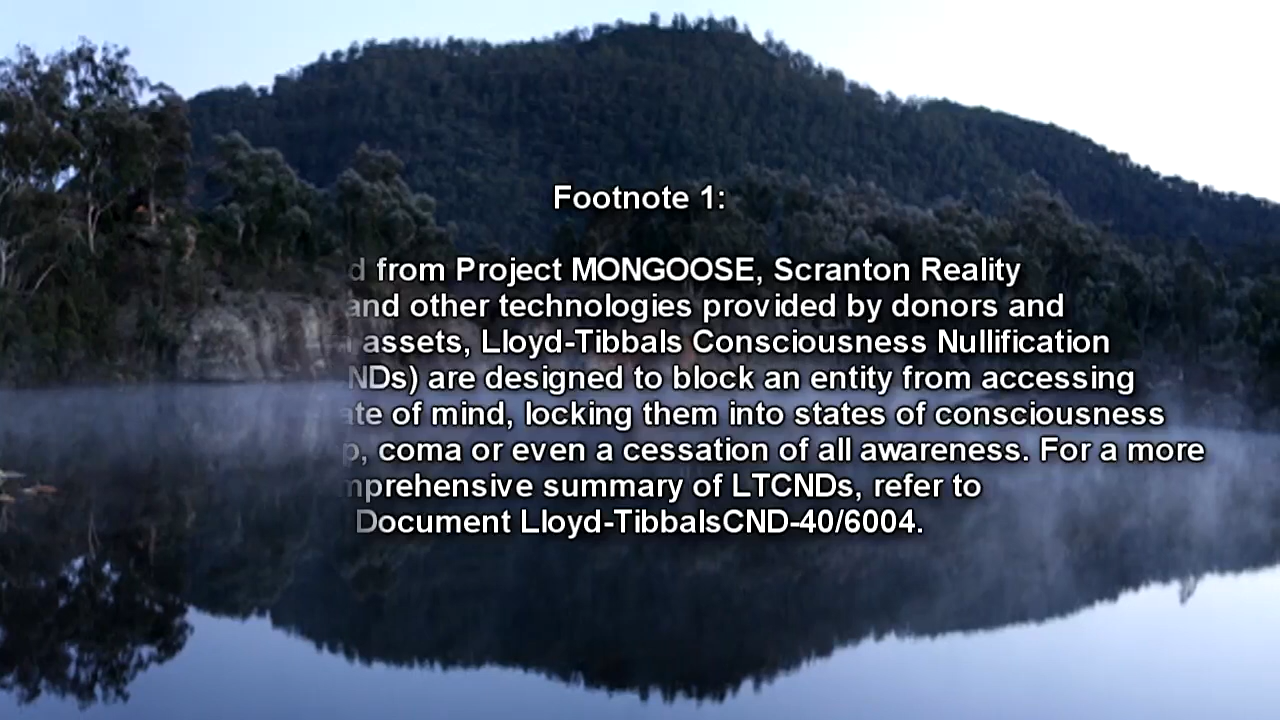 Footnote 1:
from Project MONGOOSE, Scranton Reality
and other technologies provided by donors and
assets, Lloyd-Tibbals Consciousness Nullification
are designed to block an entity from accessing
of mind, locking them into states of consciousness
coma or even a cessation of all awareness. For a more
summary of LTCNDs, refer to
Document Lloyd-TibbalsCND-40/6004.